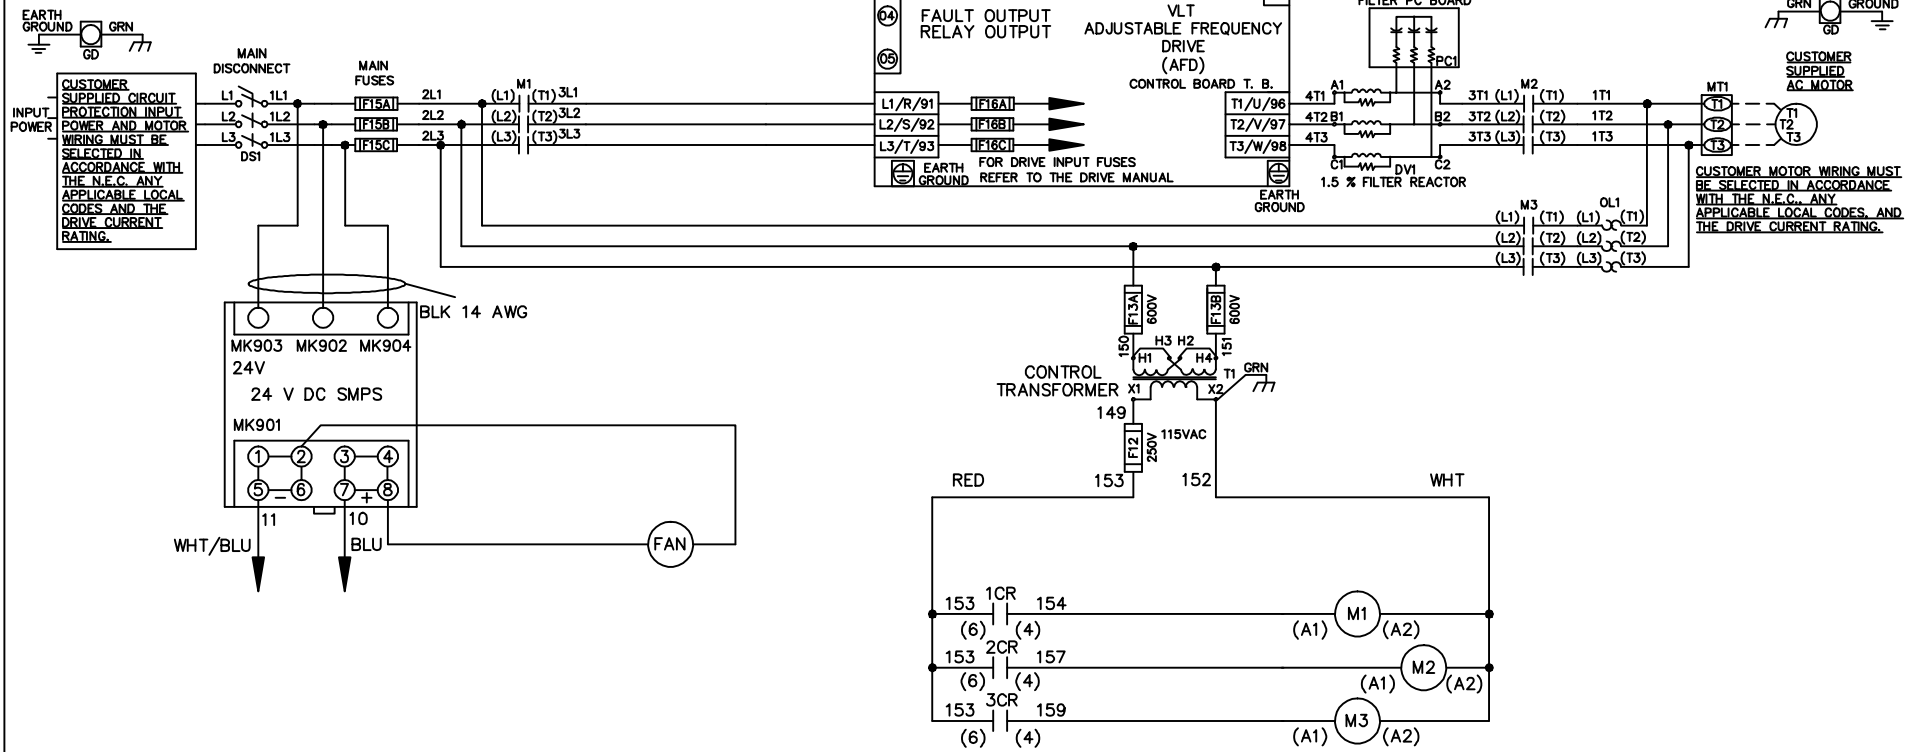 EARTH
GROUND
GRN
GD
CUSTOMER
SUPPLIED CIRCUIT
PROTECTION INPUT
POWER AND MOTOR
WIRING MUST BE
SELECTED IN
ACCORDANCE WITH
THE N.E.C. ANY
APPLICABLE LOCAL
CODES AND THE
DRIVE CURRENT
RATING.
INPUT
POWER
MAIN
DISCONNECT
L1 1L1
L2 1L2
L3 1L3
DS1
MAIN
FUSES
F15A
F15B
F15C
2L1
2L2
2L3
M1
(L1) (T1) 3L1
(L2) (T2) 3L2
(L3) (T3) 3L3
04
05
FAULT OUTPUT
RELAY OUTPUT
VLT
ADJUSTABLE FREQUENCY
DRIVE
(AFD)
CONTROL BOARD T. B.
L1/R/91
L2/S/92
L3/T/93
F16A
F16B
F16C
FOR DRIVE INPUT FUSES
REFER TO THE DRIVE MANUAL
EARTH
GROUND
T1/U/96
T2/V/97
T3/W/98
EARTH
GROUND
4T1
4T2
4T3
FILTER PC BOARD
PC1
A1 A2
B1 B2
C1 C2
DV1
1.5 % FILTER REACTOR
M2
3T1 (L1) (T1) 1T1
3T2 (L2) (T2) 1T2
3T3 (L3) (T3) 1T3
MT1
T1
T2
T3
T1
T2
T3
GRN
GROUND
GD
CUSTOMER
SUPPLIED
AC MOTOR
CUSTOMER MOTOR WIRING MUST
BE SELECTED IN ACCORDANCE
WITH THE N.E.C., ANY
APPLICABLE LOCAL CODES, AND
THE DRIVE CURRENT RATING.
M3
OL1
(L1) (T1) (L1) (T1)
(L2) (T2) (L2) (T2)
(L3) (T3) (L3) (T3)
BLK 14 AWG
MK903 MK902 MK904
24V
24 V DC SMPS
MK901
1 2 3 4
5 − 6 7 + 8
11
10
WHT/BLU
BLU
FAN
F13A
600V
F13B
600V
150
151
H3 H2
H1 H4
T1
GRN
CONTROL
TRANSFORMER
X1 X2
149
F12
250V
115VAC
153
152
RED
WHT
153 1CR 154
(6) (4)
M1
(A1) (A2)
153 2CR 157
(6) (4)
M2
(A1) (A2)
153 3CR 159
(6) (4)
M3
(A1) (A2)